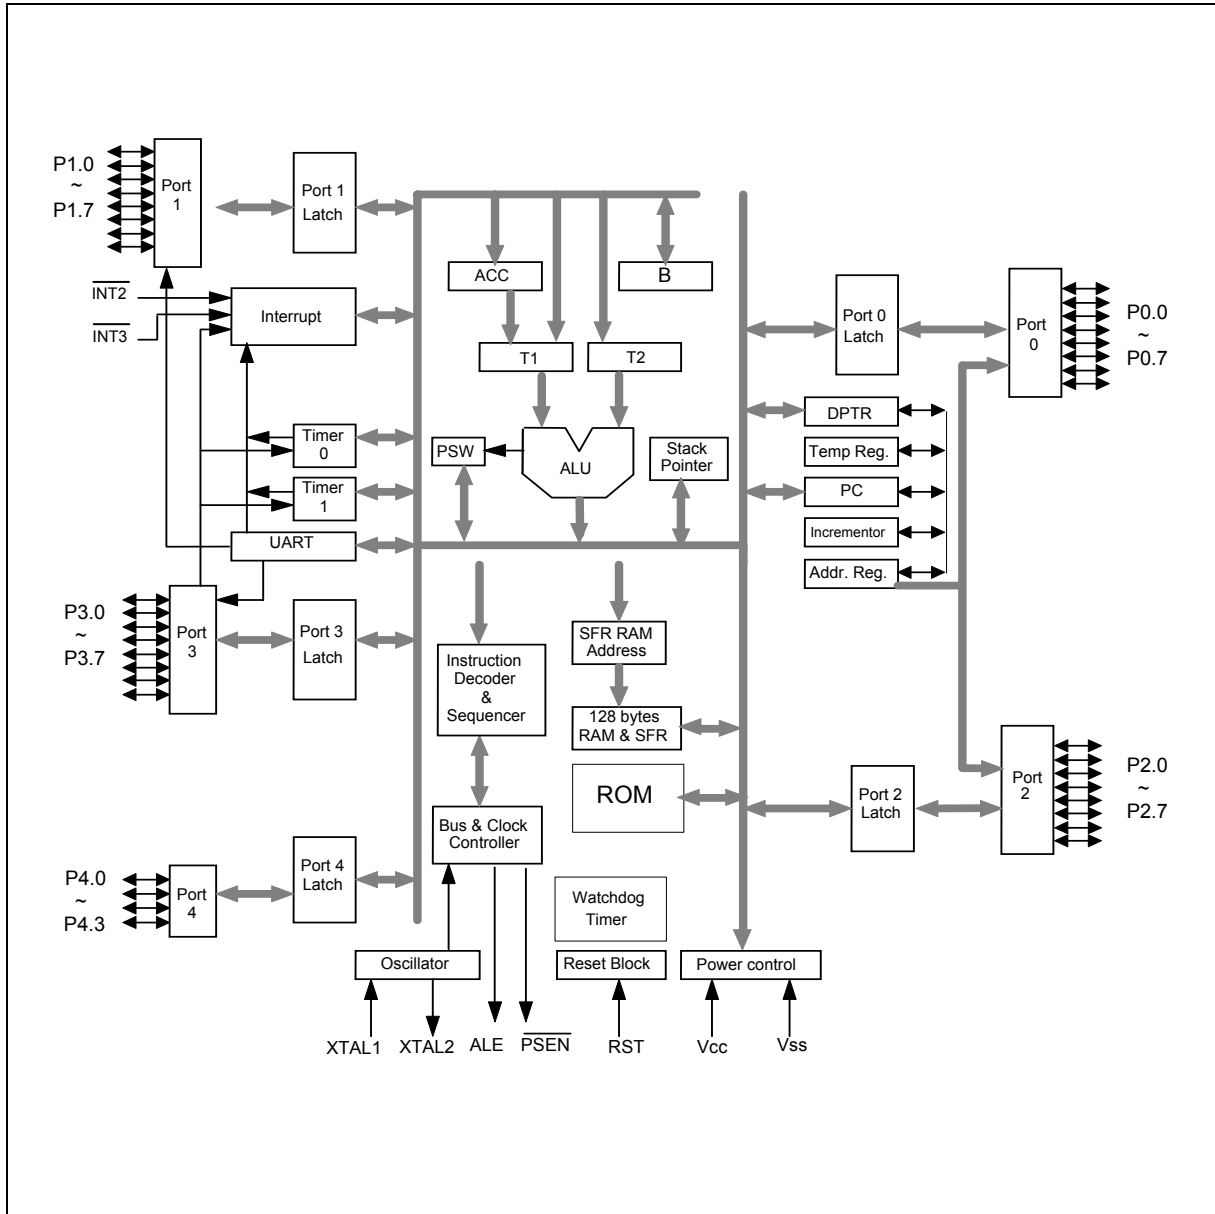 P1.0
~
P1.7
Port
1
Port 1
Latch
INT2
INT3
Interrupt
ACC
B
T1
T2
Port 0
Latch
Port
0
P0.0
~
P0.7
Timer
0
Timer
1
UART
PSW
ALU
Stack
Pointer
DPTR
Temp Reg.
PC
Incrementor
Addr. Reg.
P3.0
~
P3.7
Port
3
Port 3
Latch
Instruction
Decoder
&
Sequencer
SFR RAM
Address
128 bytes
RAM & SFR
ROM
Bus & Clock
Controller
Port 2
Latch
Port
2
P2.0
~
P2.7
P4.0
~
P4.3
Port
4
Port 4
Latch
Watchdog
Timer
Oscillator
Reset Block
Power control
XTAL1
XTAL2
ALE
PSEN
RST
Vcc
Vss